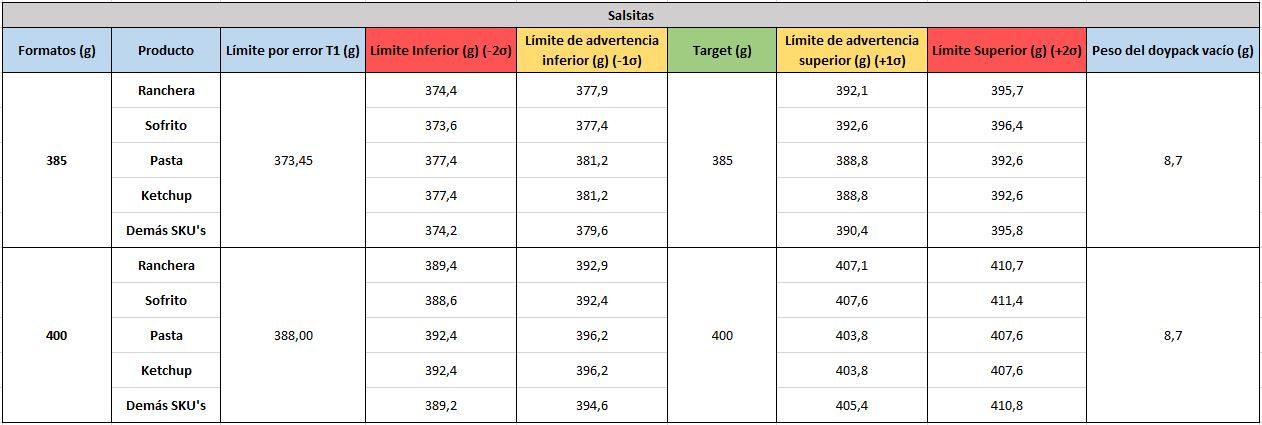 Salsitas
Formatos (g) Producto Límite por error T1 (g) Límite Inferior (g) (-2σ) Límite de advertencia inferior (g) (-1σ) Target (g) Límite de advertencia superior (g) (+1σ) Límite Superior (g) (+2σ) Peso del doypack vacío (g)
Ranchera 374,4 377,9 392,1 395,7
Sofrito 373,6 377,4 392,6 396,4
385 Pasta 373,45 377,4 381,2 385 388,8 392,6 8,7
Ketchup 377,4 381,2 388,8 392,6
Demás SKU's 374,2 379,6 390,4 395,8
Ranchera 389,4 392,9 407,1 410,7
Sofrito 388,6 392,4 407,6 411,4
400 Pasta 388,00 392,4 396,2 400 403,8 407,6 8,7
Ketchup 392,4 396,2 403,8 407,6
Demás SKU's 389,2 394,6 405,4 410,8